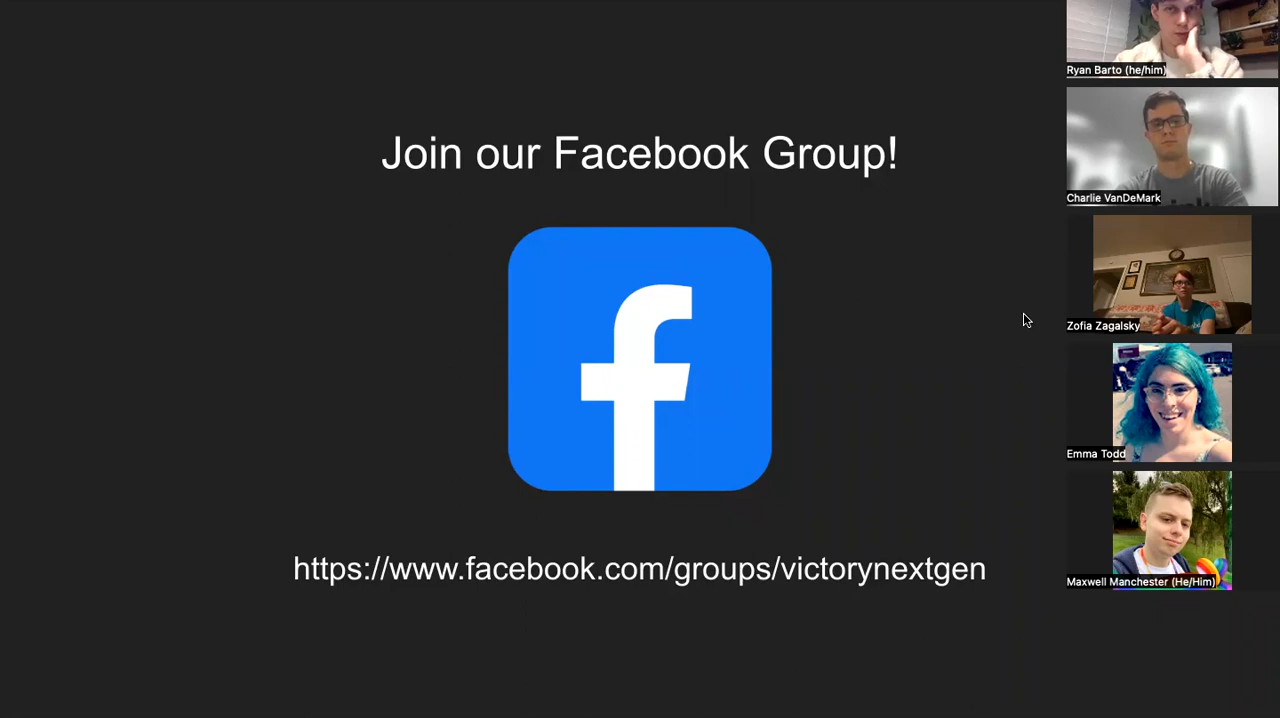 Join our Facebook Group!
https://www.facebook.com/groups/victorynextgen
Ryan Barto (he/him)
Charlie VanDeMark
Zofia Zagalsky
Emma Todd
Maxwell Manchester (He/Him)